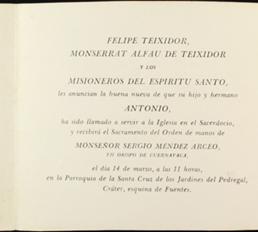 FELIPE TEIXIDOR,
MONSERRAT ALFAU DE TEIXIDOR
Y LOS
MISIONEROS DEL ESPIRITU SANTO,
les anuncian la buena nueva de que su hijo y hermano
ANTONIO,
ha sido llamado a servir a la Iglesia en el Sacerdocio,
y recibirá el Sacramento del Orden de manos de
MONSEÑOR SERGIO MÉNDEZ ARCEO,
VII OBISPO DE CUERNAVACA,
el día 14 de marzo, a las 11 horas,
en la Parroquia de la Santa Cruz de los Jardines del Pedregal,
Cráter, esquina de Fuentes.